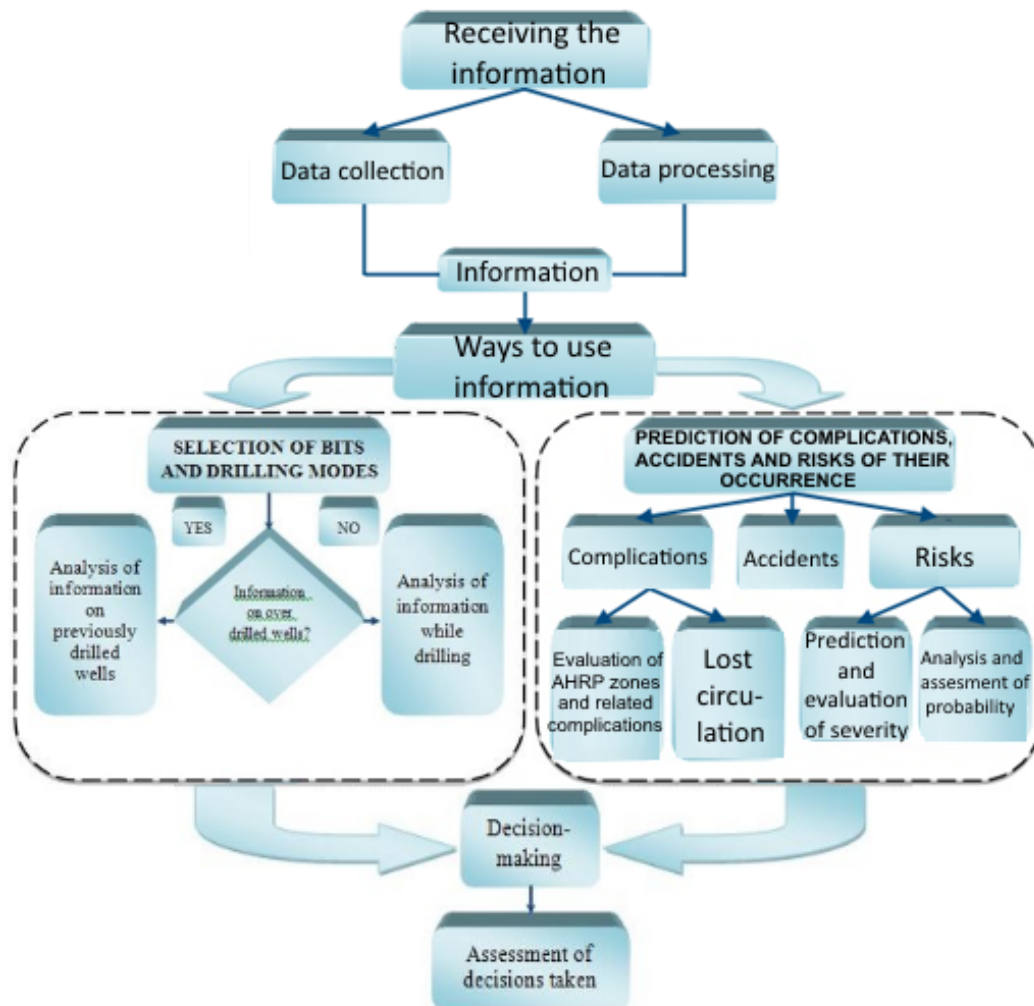 Receiving the
information
Data collection
Data processing
Information
Ways to use
information
SELECTION OF BITS
AND DRILLING MODES
YES
NO
Analysis of
information
on
previously
drilled
wells
Information
on over
drilled wells?
Analysis of
information
while
drilling
PREDICTION OF COMPLICATIONS,
ACCIDENTS AND RISKS OF THEIR
OCCURRENCE
Complications
Accidents
Risks
Evaluation of
AHRP zones
and related
complications
Lost
circu-
lation
Prediction
and
evaluation
of severity
Analysis and
assesment of
probability
Decision-
making
Assessment of
decisions taken